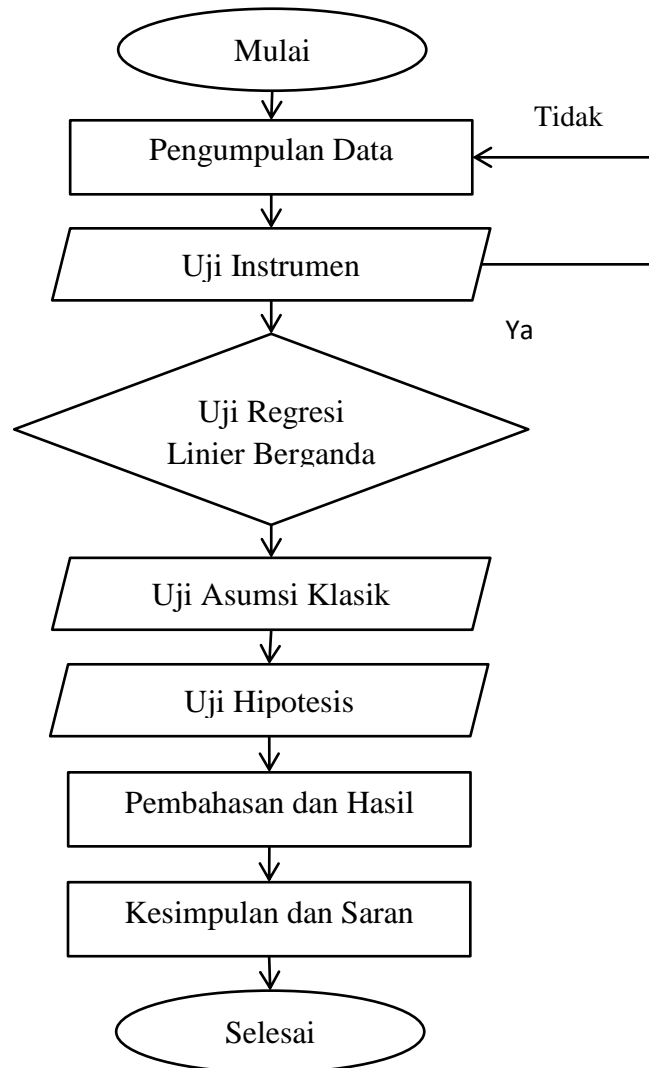 Mulai
Tidak
Pengumpulan Data
Uji Instrumen
Ya
Uji Regresi
Linier Berganda
Uji Asumsi Klasik
Uji Hipotesis
Pembahasan dan Hasil
Kesimpulan dan Saran
Selesai